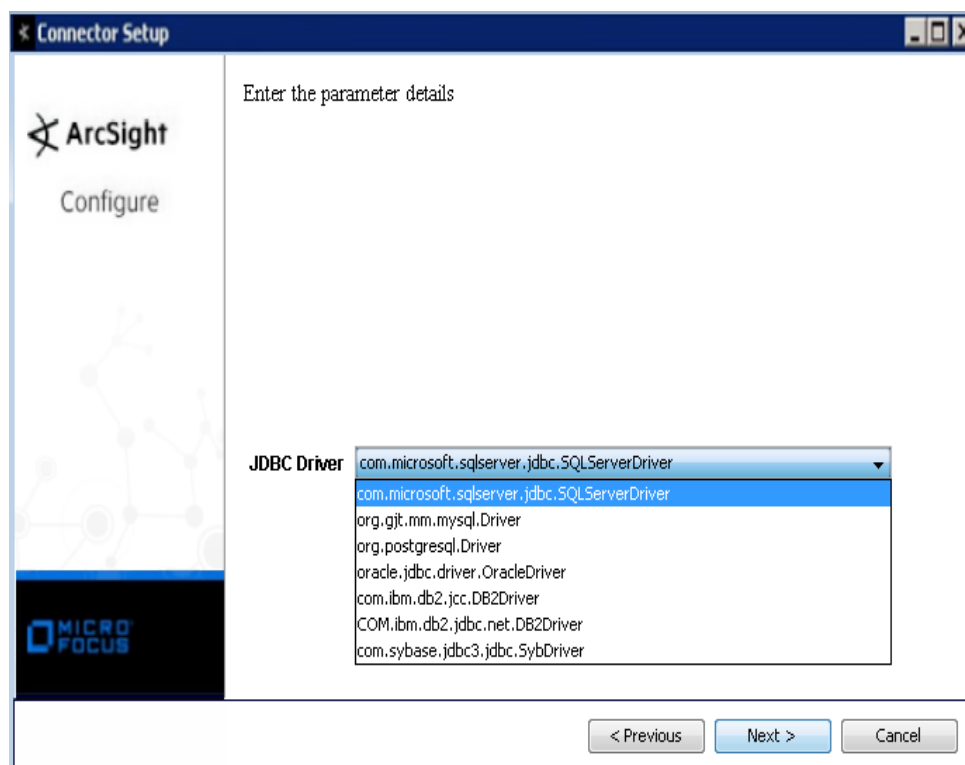 Connector Setup
ArcSight
Configure
Enter the parameter details
JDBC Driver com.microsoft.sqlserver.jdbc.SQLServerDriver
com.microsoft.sqlserver.jdbc.SQLServerDriver
org.gjt.mm.mysql.Driver
org.postgresql.Driver
oracle.jdbc.driver.OracleDriver
com.ibm.db2.jcc.DB2Driver
COM.ibm.db2.jdbc.net.DB2Driver
com.sybase.jdbc3.jdbc.SybDriver
MICRO
FOCUS
< Previous Next > Cancel